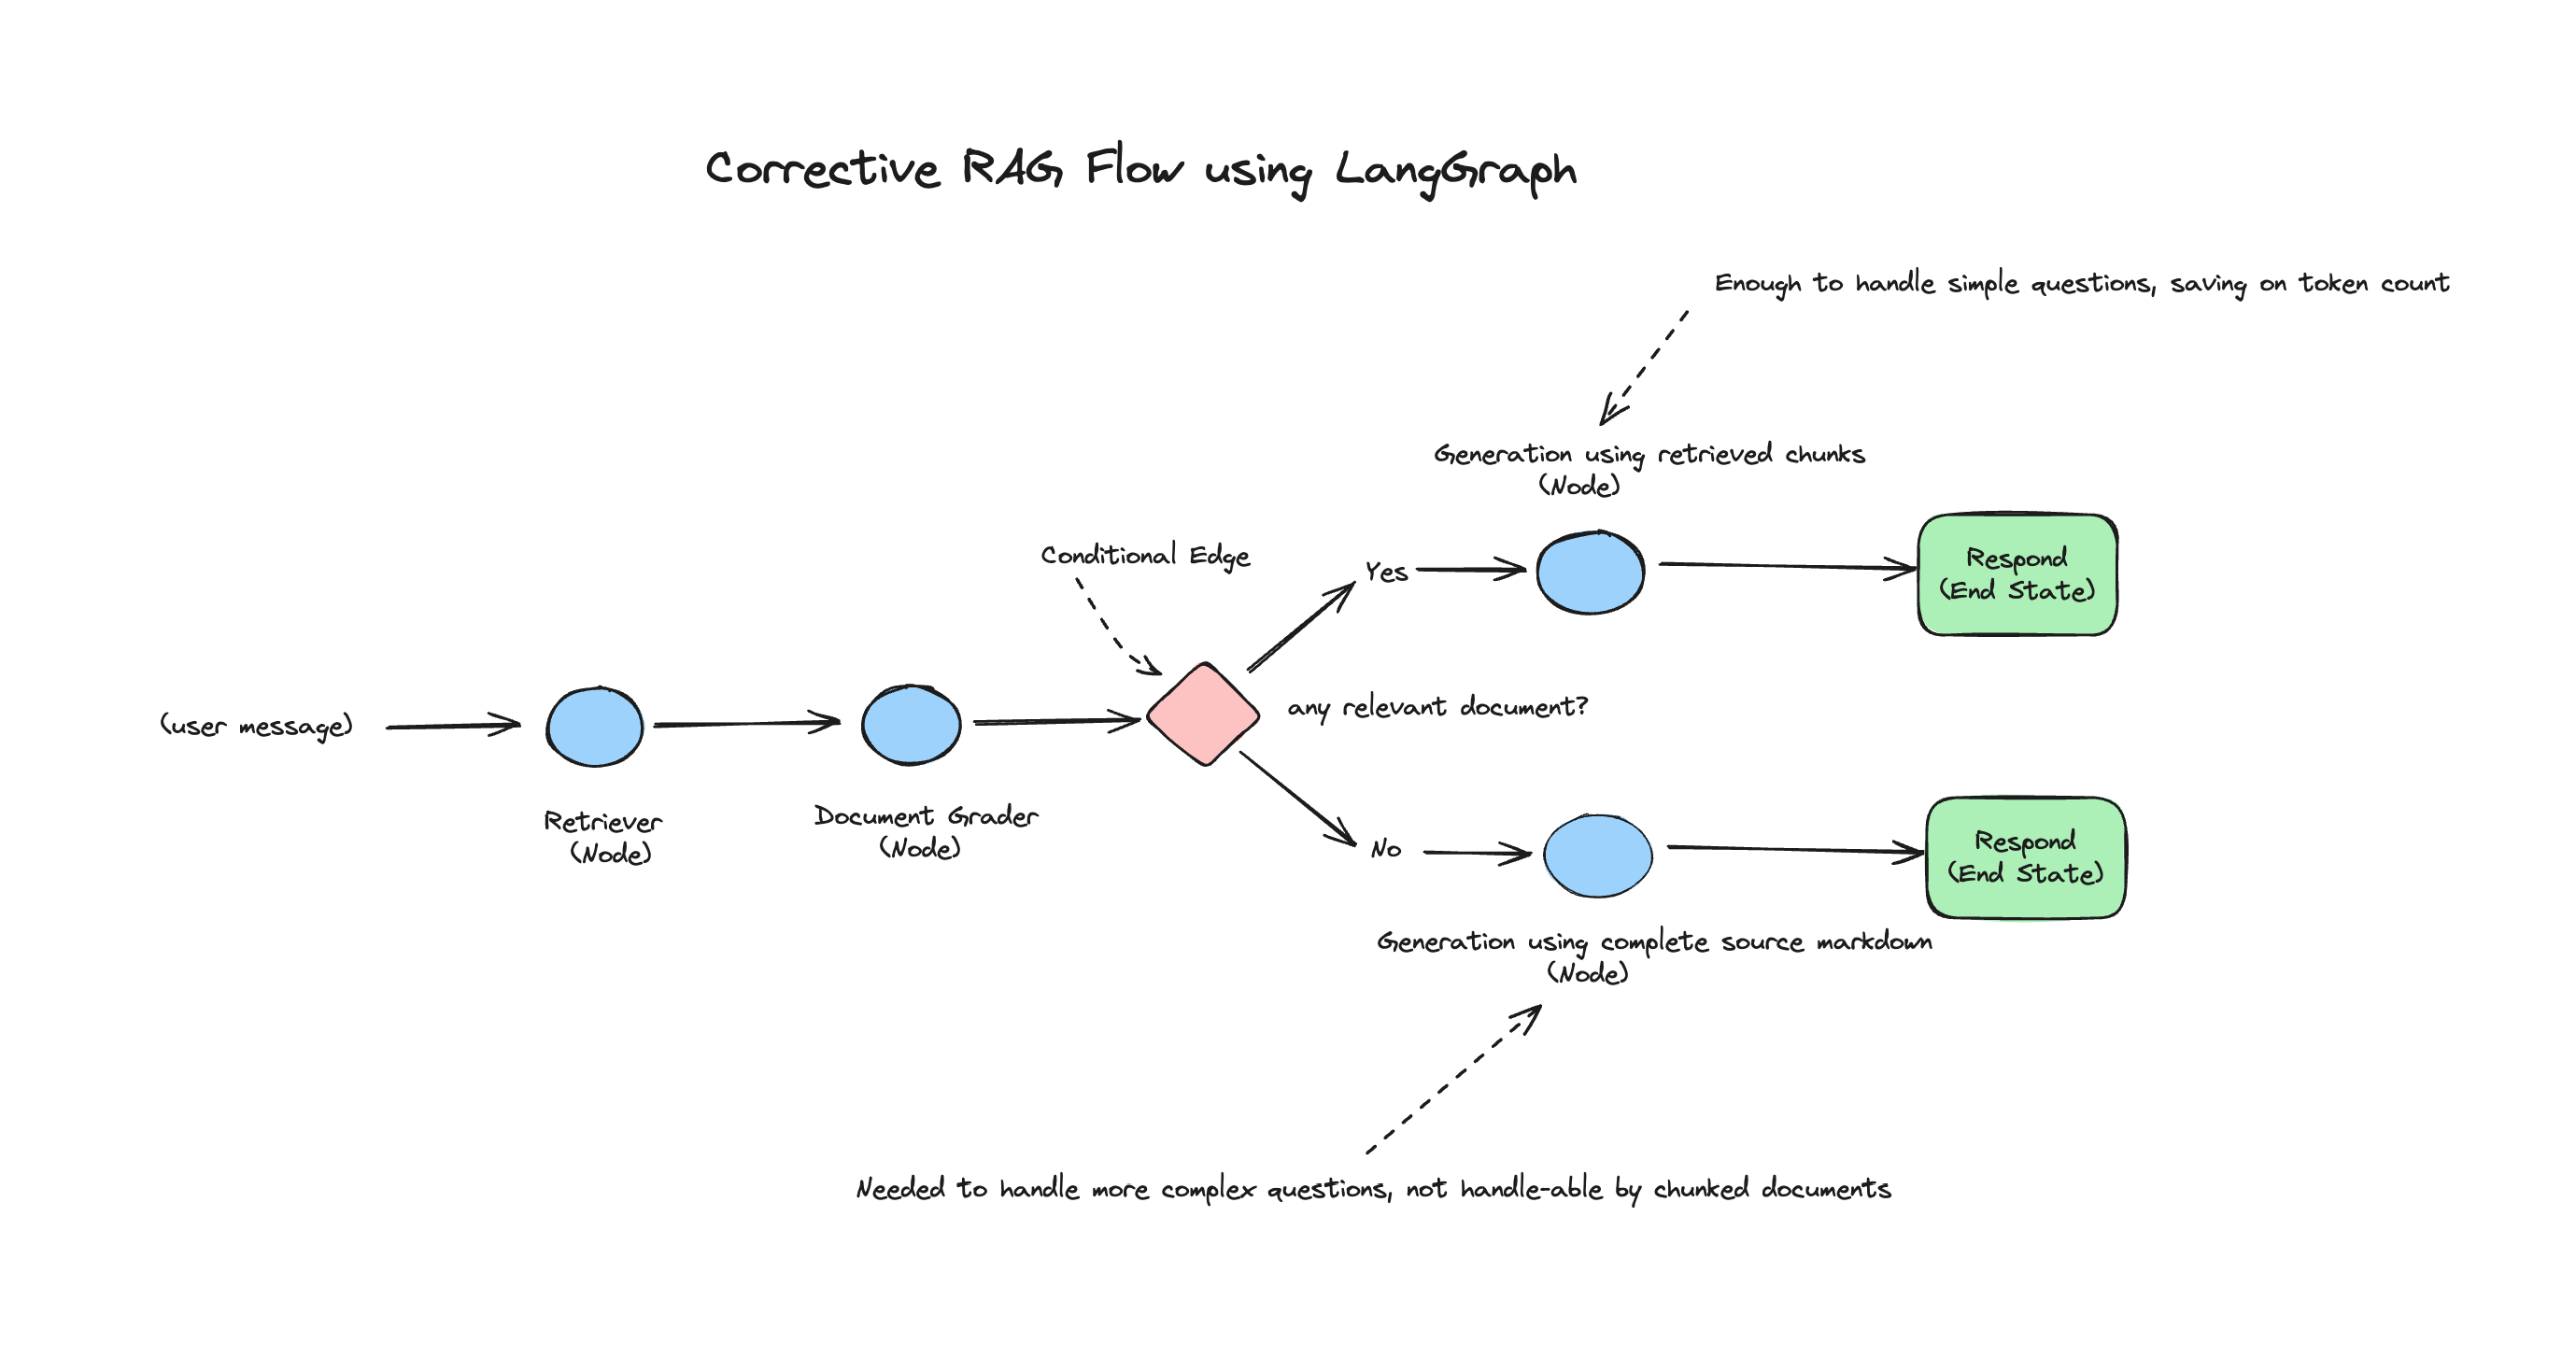 Corrective RAG Flow using LangGraph
Enough to handle simple questions, saving on token count
Generation using retrieved chunks
(Node)
Conditional Edge
Yes
Respond
(End State)
(user message)
any relevant document?
Retriever
(Node)
Document Grader
(Node)
No
Respond
(End State)
Generation using complete source markdown
(Node)
Needed to handle more complex questions, not handle-able by chunked documents